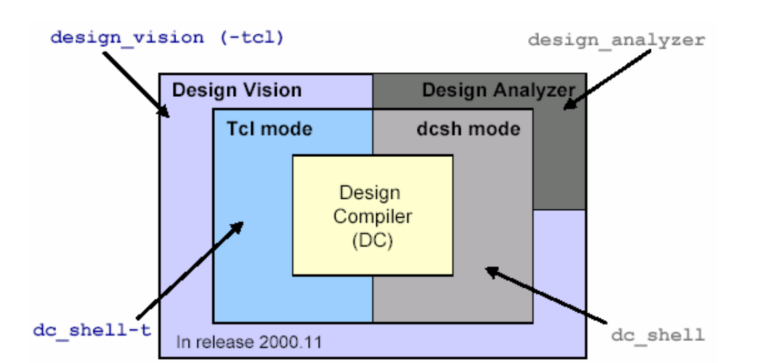 design_vision (-tcl)
design_analyzer
Design Vision
Design Analyzer
Tcl mode
dcsh mode
Design
Compiler
(DC)
dc_shell-t
dc_shell
In release 2000.11